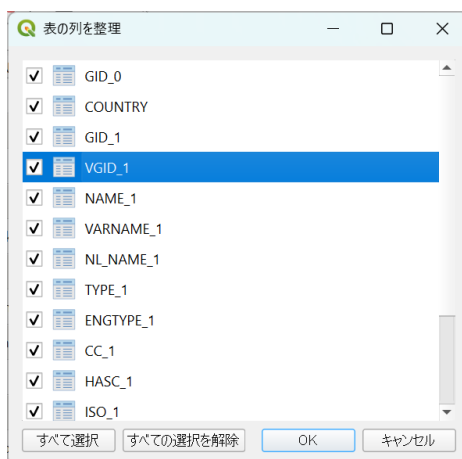 表の列を整理
GID_0
COUNTRY
GID_1
VGID_1
NAME_1
VARNAME_1
NL_NAME_1
TYPE_1
ENGTYPE_1
CC_1
HASC_1
ISO_1
すべて選択 すべての選択を解除 OK キャンセル